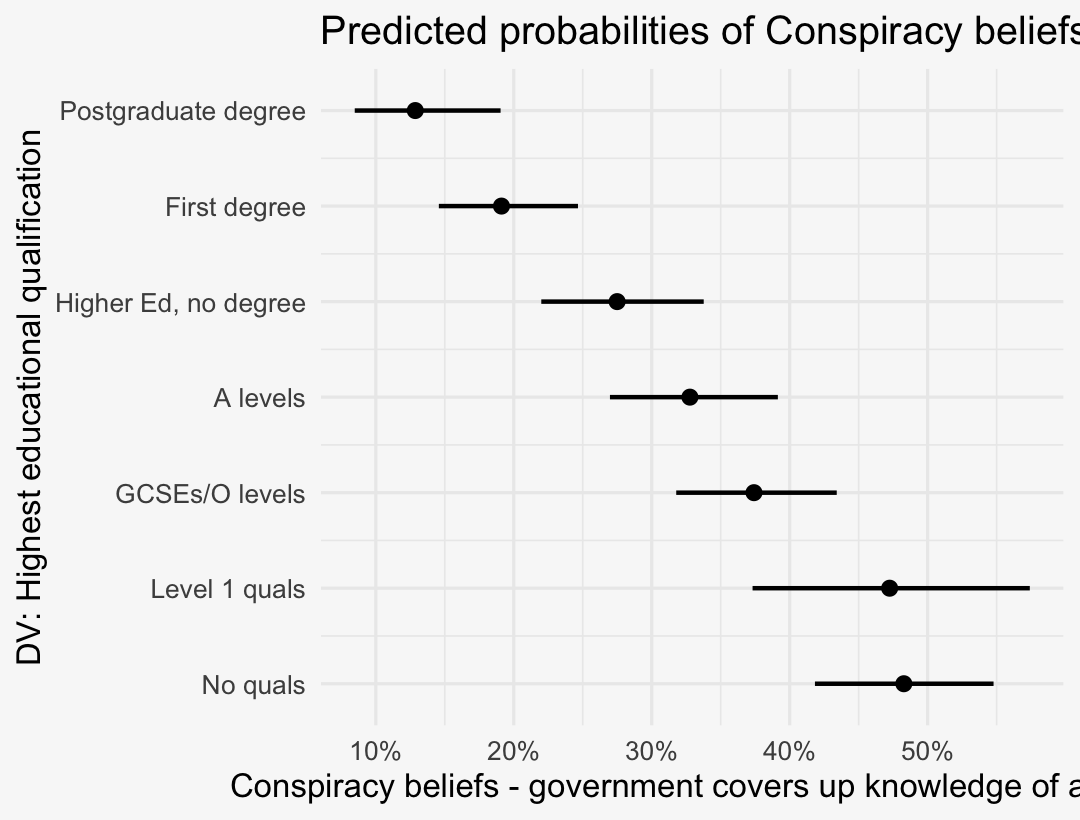 Predicted probabilities of Conspiracy beliefs
Postgraduate degree
First degree
Higher Ed, no degree
A levels
GCSEs/O levels
Level 1 quals
No quals
DV: Highest educational qualification
10% 20% 30% 40% 50%
Conspiracy beliefs - government covers up knowledge of